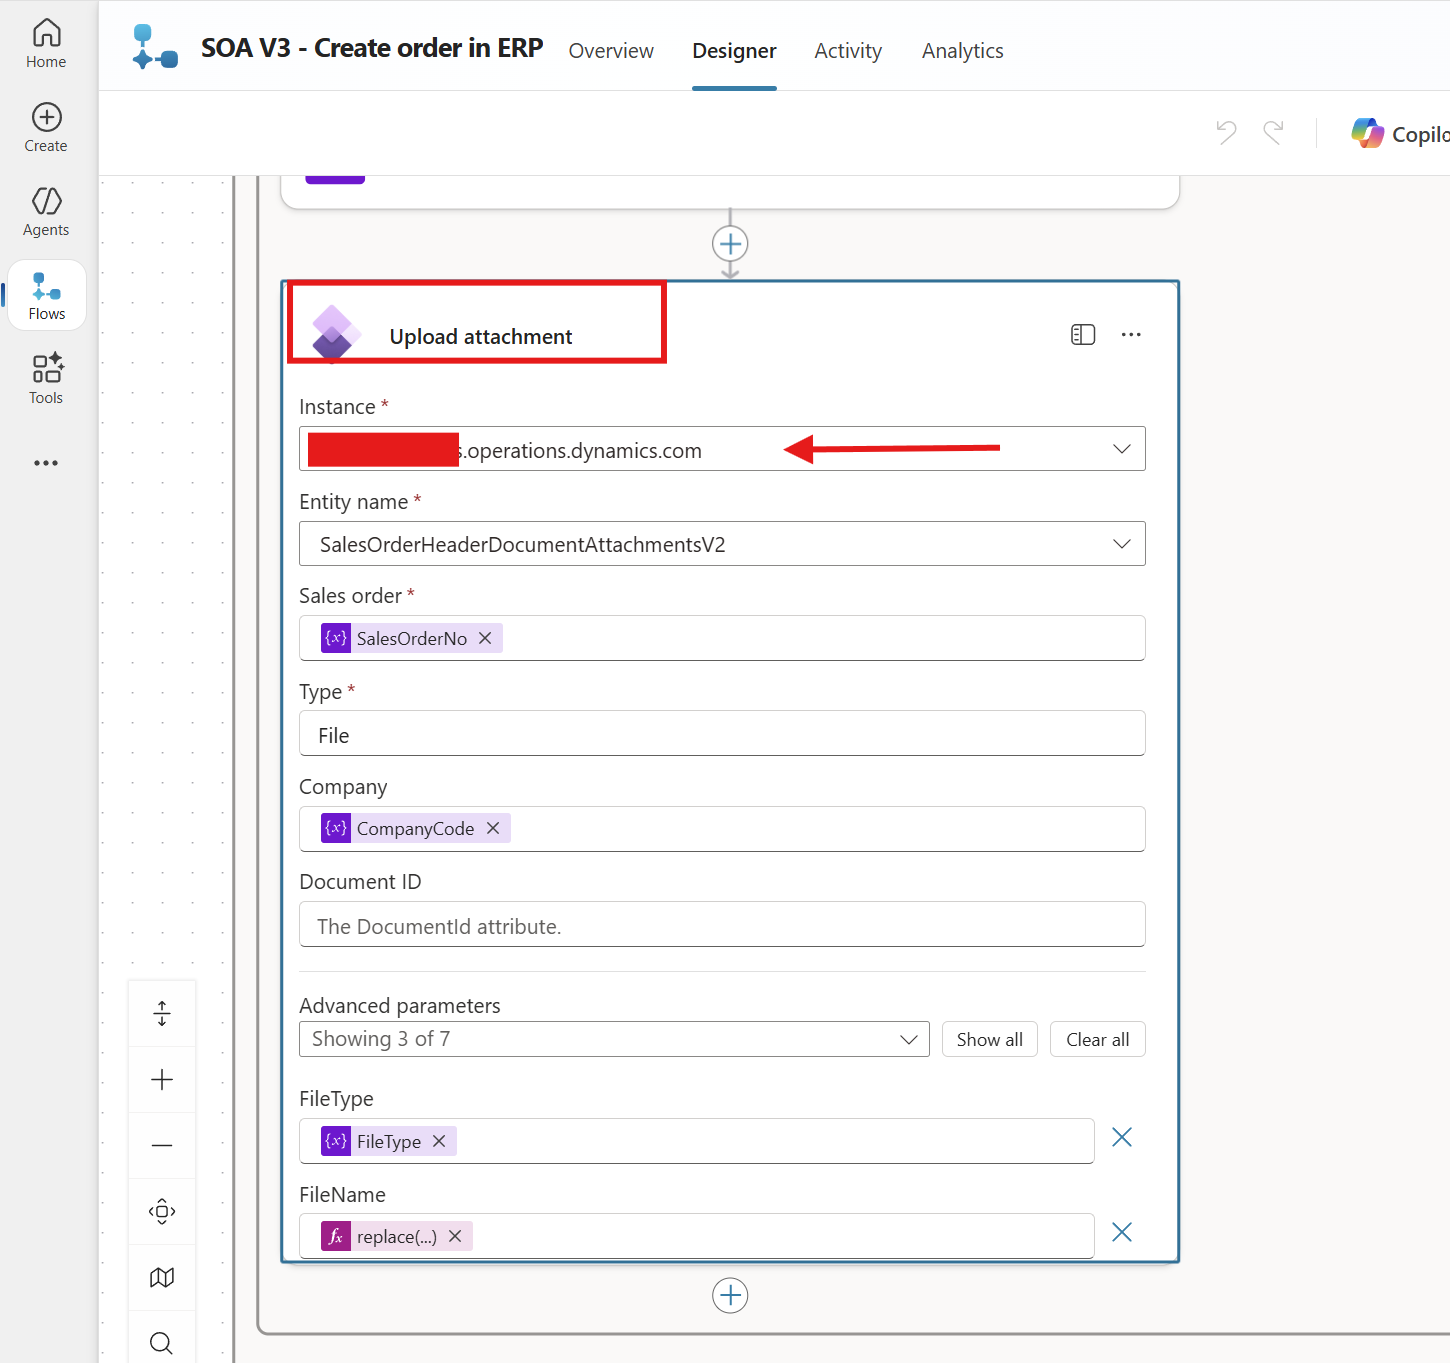 SOA V3 - Create order in ERP
Overview
Designer
Activity
Analytics
Home
Create
Agents
Flows
Tools
Upload attachment
Instance *
.operations.dynamics.com
Entity name *
SalesOrderHeaderDocumentAttachmentsV2
Sales order *
{x} SalesOrderNo
Type *
File
Company
{x} CompanyCode
Document ID
The DocumentId attribute.
Advanced parameters
Showing 3 of 7
Show all
Clear all
FileType
{x} FileType
FileName
fx replace(...)